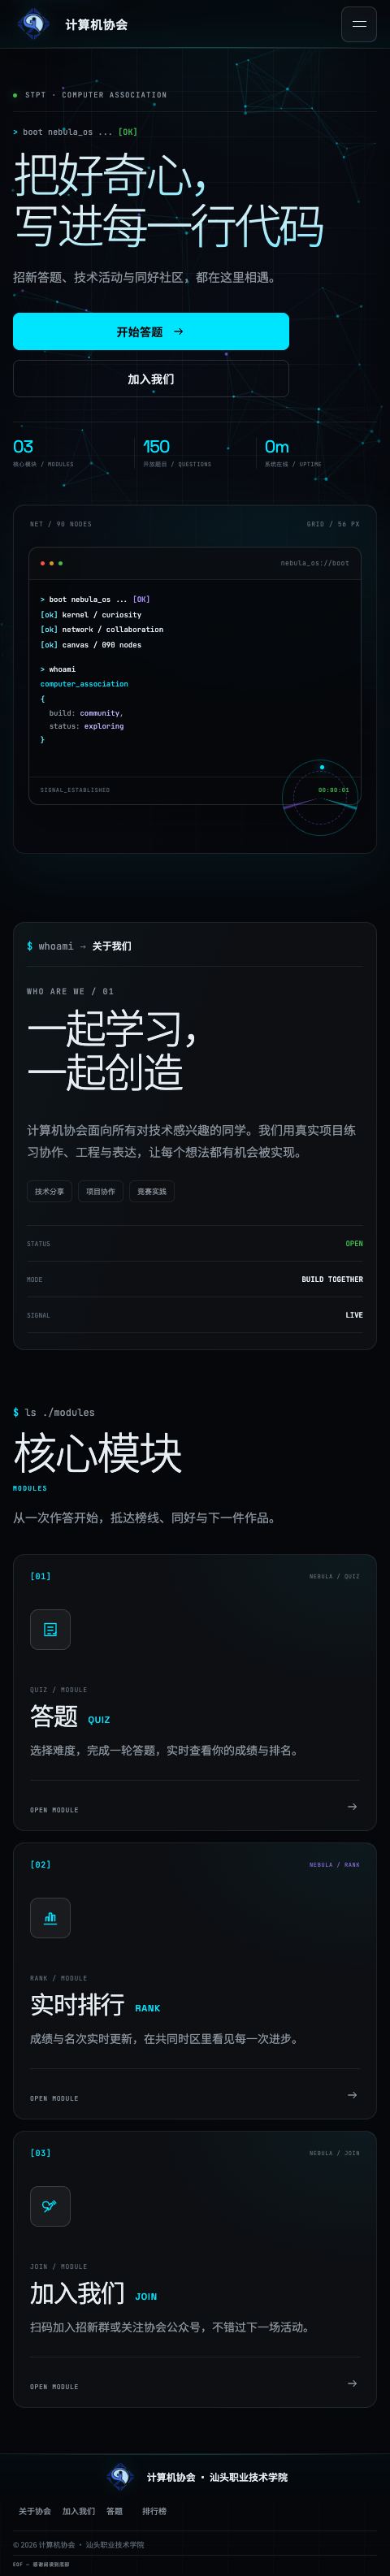 计算机协会
STPT · COMPUTER ASSOCIATION
> boot nebula_os ... [OK]
把好奇心，
写进每一行代码
招新答题、技术活动与同好社区，都在这里相遇。
开始答题 →
加入我们
03
核心模块 / MODULES
150
开放题目 / QUESTIONS
0m
系统在线 / UPTIME
NET / 90 NODES
GRID / 56 PX
nebula_os://boot
> boot nebula_os ... [OK]
[ok] kernel / curiosity
[ok] network / collaboration
[ok] canvas / 090 nodes
> whoami
computer_association
{
build: community,
status: exploring
}
SIGNAL_ESTABLISHED
00:00:01
$ whoami → 关于我们
WHO ARE WE / 01
一起学习，
一起创造
计算机协会面向所有对技术感兴趣的同学。我们用真实项目练
习协作、工程与表达，让每个想法都有机会被实现。
技术分享
项目协作
竞赛实践
STATUS
OPEN
MODE
BUILD TOGETHER
SIGNAL
LIVE
$ ls ./modules
核心模块
MODULES
从一次作答开始，抵达榜线、同好与下一件作品。
[01]
NEBULA / QUIZ
QUIZ / MODULE
答题 QUIZ
选择难度，完成一轮答题，实时查看你的成绩与排名。
OPEN MODULE →
[02]
NEBULA / RANK
RANK / MODULE
实时排行 RANK
成绩与名次实时更新，在共同时区里看见每一次进步。
OPEN MODULE →
[03]
NEBULA / JOIN
JOIN / MODULE
加入我们 JOIN
扫码加入招新群或关注协会公众号，不错过下一场活动。
OPEN MODULE →
计算机协会 · 汕头职业技术学院
关于协会 加入我们 答题 排行榜
© 2026 计算机协会 · 汕头职业技术学院
EOF — 感谢阅读到底部